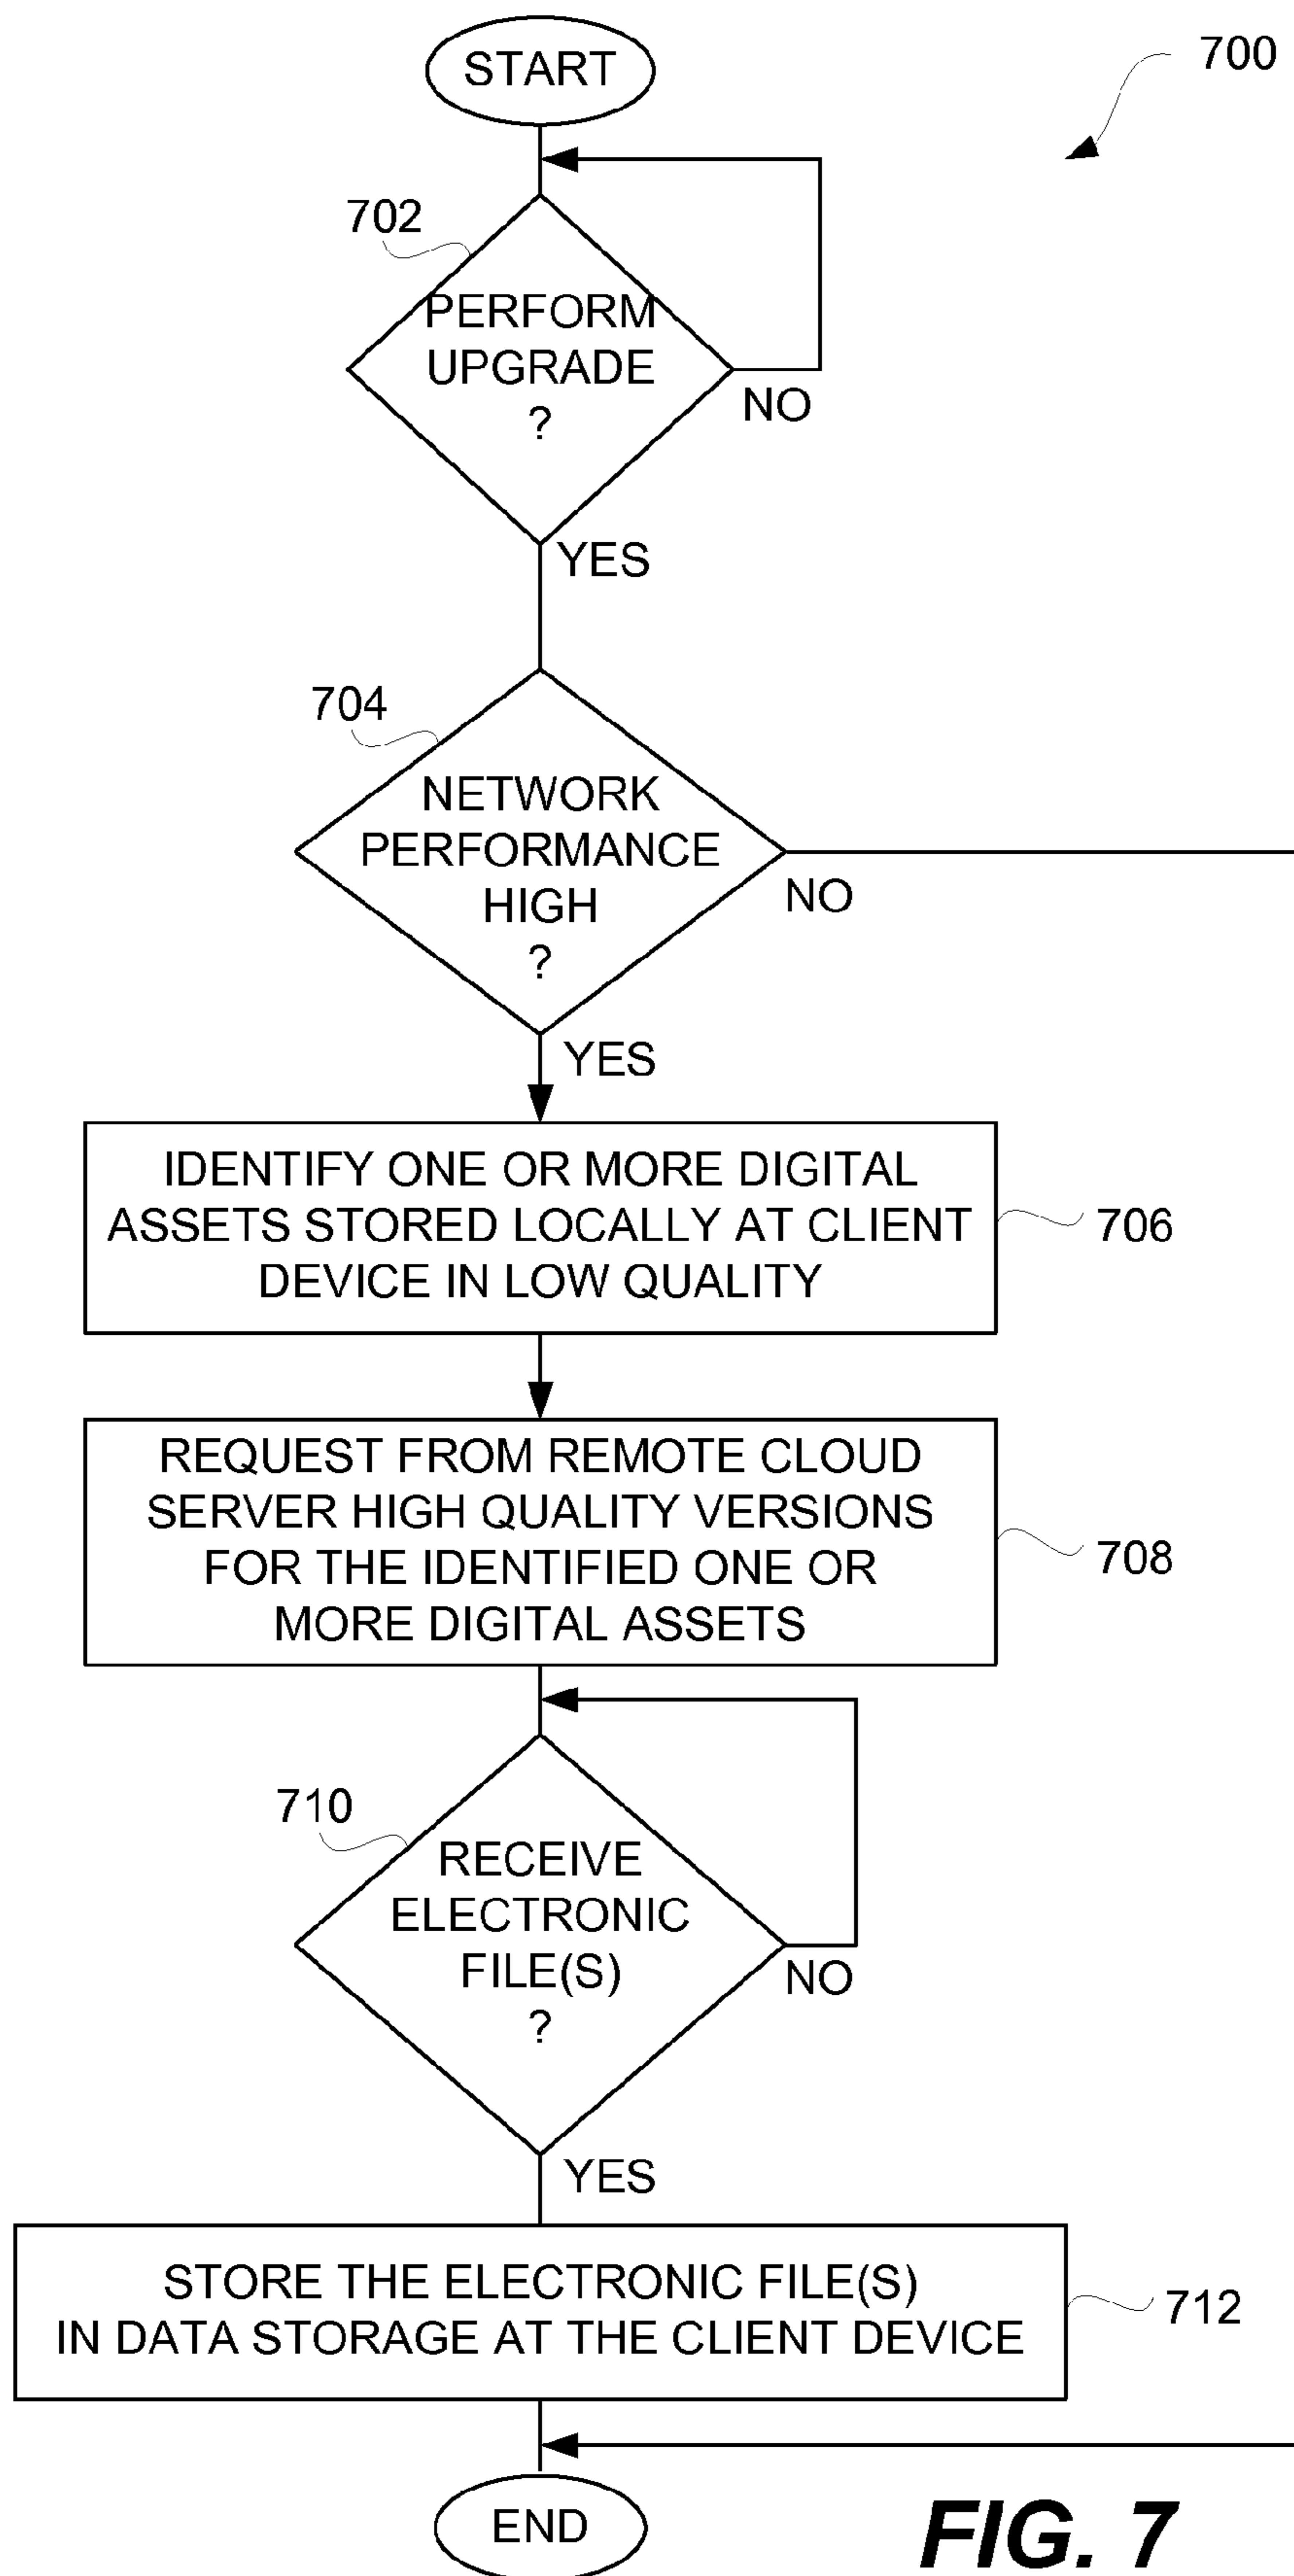 START
700
702
PERFORM
UPGRADE
?
NO
YES
704
NETWORK
PERFORMANCE
HIGH
?
NO
YES
IDENTIFY ONE OR MORE DIGITAL
ASSETS STORED LOCALLY AT CLIENT
DEVICE IN LOW QUALITY
706
REQUEST FROM REMOTE CLOUD
SERVER HIGH QUALITY VERSIONS
FOR THE IDENTIFIED ONE OR
MORE DIGITAL ASSETS
708
710
RECEIVE
ELECTRONIC
FILE(S)
?
NO
YES
STORE THE ELECTRONIC FILE(S)
IN DATA STORAGE AT THE CLIENT DEVICE
712
END
FIG. 7